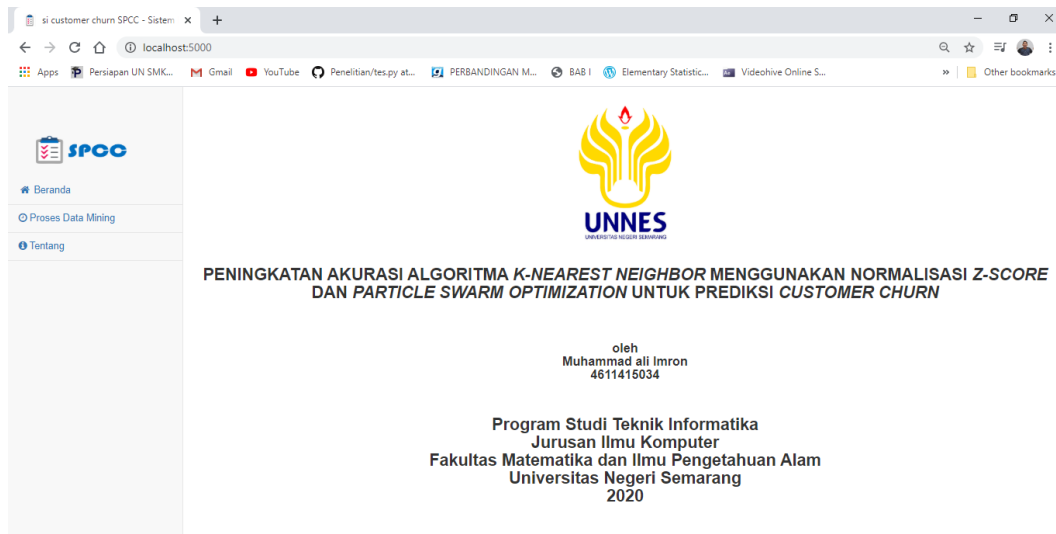 si customer churn SPCC - Sistem
localhost:5000
Apps Persiapan UN SMK... Gmail YouTube Penelitian/tes.py at... PERBANDINGAN M... BAB I Elementary Statistic... Videohive Online S... » Other bookmarks
SPCC
Beranda
Proses Data Mining
Tentang
UNNES
UNIVERSITAS NEGERI SEMARANG
PENINGKATAN AKURASI ALGORITMA K-NEAREST NEIGHBOR MENGGUNAKAN NORMALISASI Z-SCORE
DAN PARTICLE SWARM OPTIMIZATION UNTUK PREDIKSI CUSTOMER CHURN
oleh
Muhammad ali Imron
4611415034
Program Studi Teknik Informatika
Jurusan Ilmu Komputer
Fakultas Matematika dan Ilmu Pengetahuan Alam
Universitas Negeri Semarang
2020